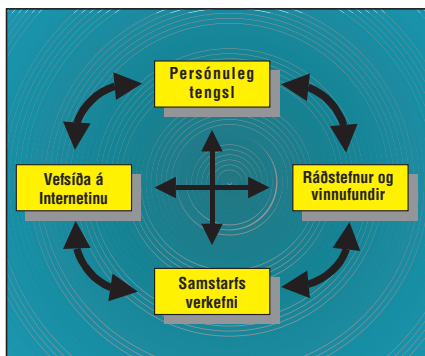 Persónuleg
tengsl
Vefsíða á
Internetinu
Ráðstefnur og
vinnufundir
Samstarfs
verkefni